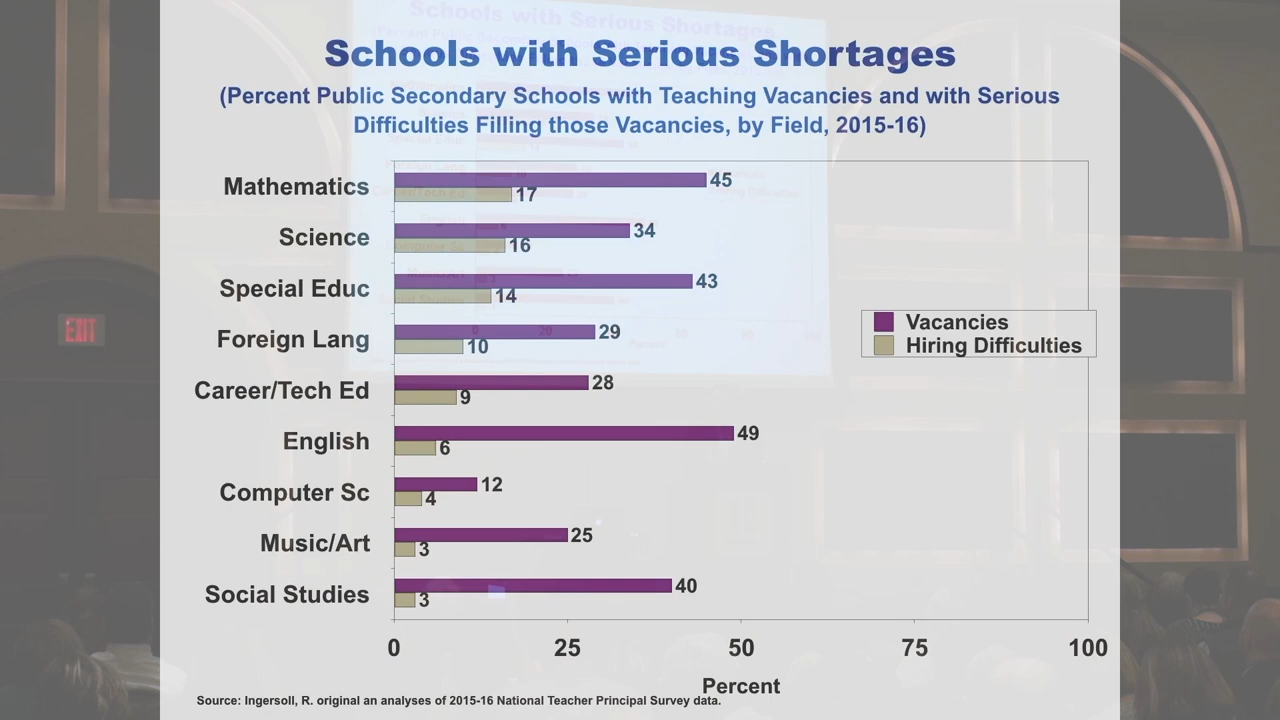 Schools with Serious Shortages
(Percent Public Secondary Schools with Teaching Vacancies and with Serious
Difficulties Filling those Vacancies, by Field, 2015-16)
Mathematics 45
17
Science 34
16
Special Educ 43
14
Foreign Lang 29
10
Career/Tech Ed 28
9
English 49
6
Computer Sc 12
4
Music/Art 25
3
Social Studies 40
3
Vacancies
Hiring Difficulties
0 25 50 75 100
Percent
Source: Ingersoll, R. original an analyses of 2015-16 National Teacher Principal Survey data.
EXIT